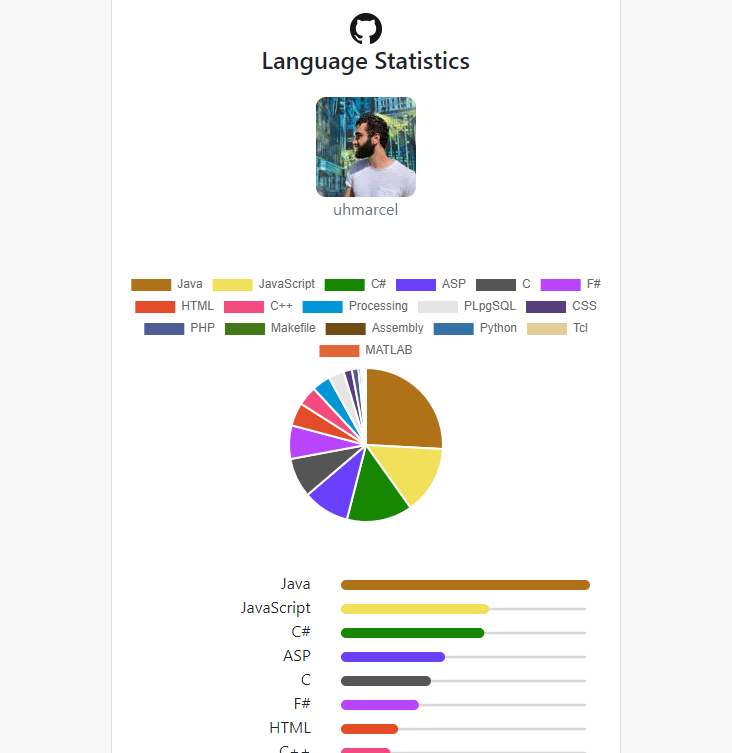 Language Statistics
uhmarcel
Java JavaScript C# ASP C F#
HTML C++ Processing PLpgSQL CSS
PHP Makefile Assembly Python Tcl
MATLAB
Java
JavaScript
C#
ASP
C
F#
HTML
C++